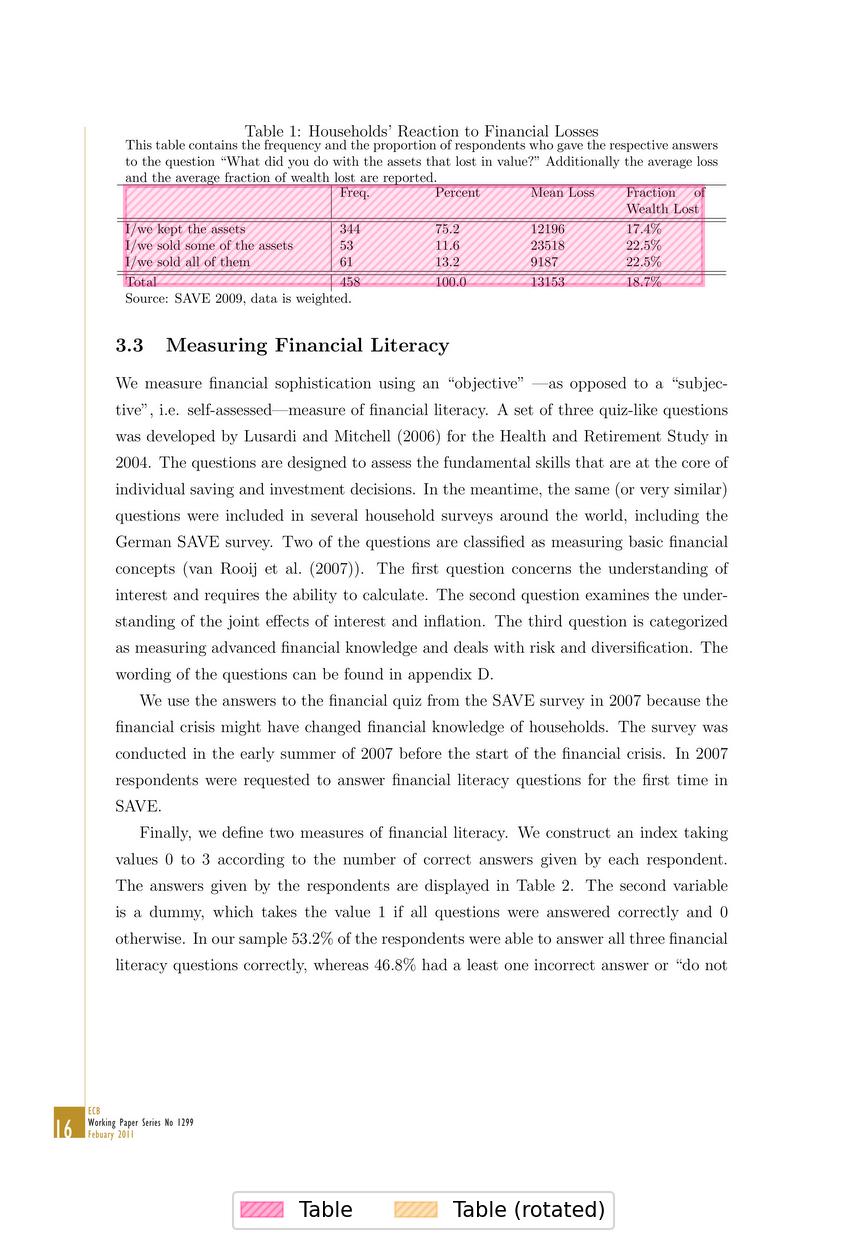 Table 1: Households' Reaction to Financial Losses
This table contains the frequency and the proportion of respondents who gave the respective answers
to the question “What did you do with the assets that lost in value?” Additionally the average loss
and the average fraction of wealth lost are reported.
Freq. Percent Mean Loss Fraction of
Wealth Lost
I/we kept the assets 344 75.2 12196 17.4%
I/we sold some of the assets 53 11.6 23518 22.5%
I/we sold all of them 61 13.2 9187 22.5%
Total 458 100.0 13153 18.7%
Source: SAVE 2009, data is weighted.
3.3 Measuring Financial Literacy
We measure financial sophistication using an “objective” —as opposed to a “subjec-
tive”, i.e. self-assessed—measure of financial literacy. A set of three quiz-like questions
was developed by Lusardi and Mitchell (2006) for the Health and Retirement Study in
2004. The questions are designed to assess the fundamental skills that are at the core of
individual saving and investment decisions. In the meantime, the same (or very similar)
questions were included in several household surveys around the world, including the
German SAVE survey. Two of the questions are classified as measuring basic financial
concepts (van Rooij et al. (2007)). The first question concerns the understanding of
interest and requires the ability to calculate. The second question examines the under-
standing of the joint effects of interest and inflation. The third question is categorized
as measuring advanced financial knowledge and deals with risk and diversification. The
wording of the questions can be found in appendix D.
We use the answers to the financial quiz from the SAVE survey in 2007 because the
financial crisis might have changed financial knowledge of households. The survey was
conducted in the early summer of 2007 before the start of the financial crisis. In 2007
respondents were requested to answer financial literacy questions for the first time in
SAVE.
Finally, we define two measures of financial literacy. We construct an index taking
values 0 to 3 according to the number of correct answers given by each respondent.
The answers given by the respondents are displayed in Table 2. The second variable
is a dummy, which takes the value 1 if all questions were answered correctly and 0
otherwise. In our sample 53.2% of the respondents were able to answer all three financial
literacy questions correctly, whereas 46.8% had a least one incorrect answer or “do not
16
ECB
Working Paper Series No 1299
Febuary 2011
Table Table (rotated)